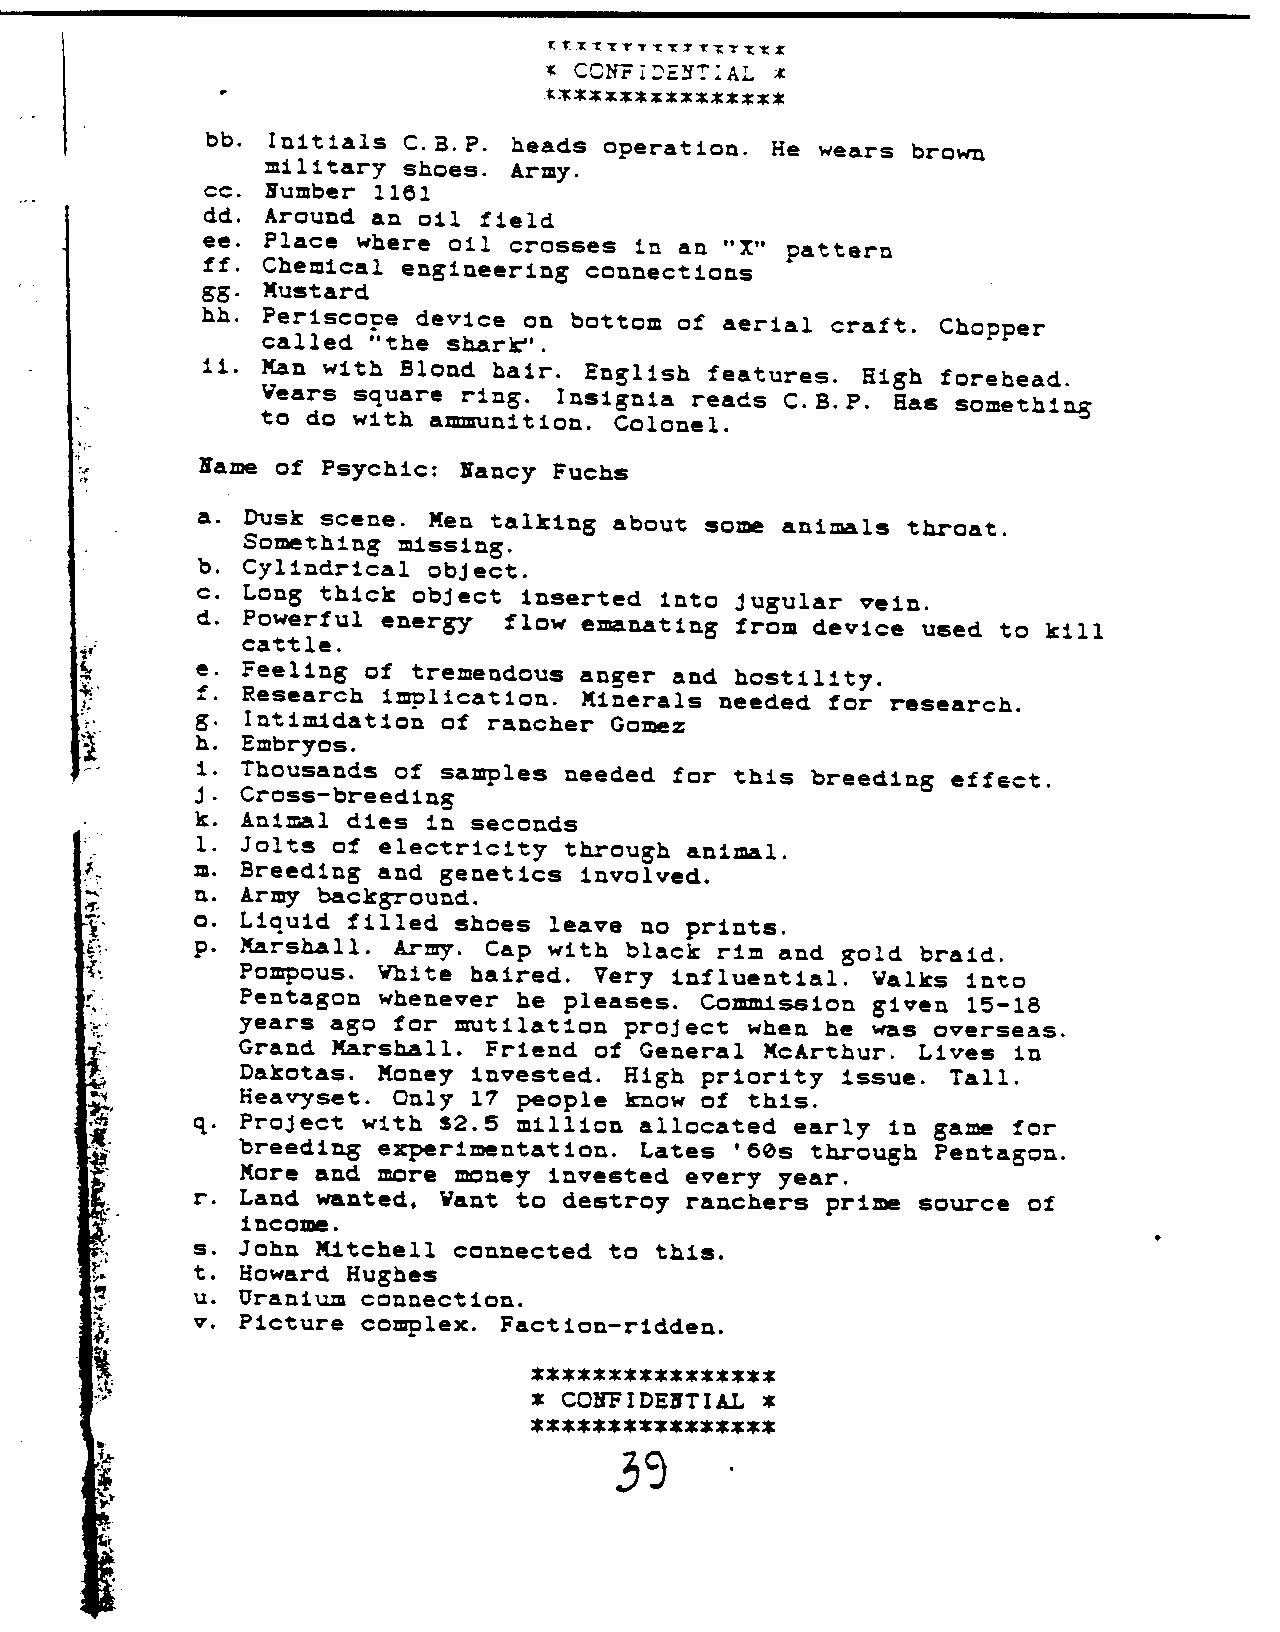 ****************
* CONFIDENTIAL *
****************
bb. Initials C.B.P. heads operation. He wears brown
military shoes. Army.
cc. Number 1161
dd. Around an oil field
ee. Place where oil crosses in an "X" pattern
ff. Chemical engineering connections
gg. Mustard
hh. Periscope device on bottom of aerial craft. Chopper
called "the shark".
ii. Man with Blond hair. English features. High forehead.
Wears square ring. Insignia reads C.B.P. Has something
to do with ammunition. Colonel.
Name of Psychic: Nancy Fuchs
a. Dusk scene. Men talking about some animals throat.
Something missing.
b. Cylindrical object.
c. Long thick object inserted into jugular vein.
d. Powerful energy flow emanating from device used to kill
cattle.
e. Feeling of tremendous anger and hostility.
f. Research implication. Minerals needed for research.
g. Intimidation of rancher Gomez
h. Embryos.
i. Thousands of samples needed for this breeding effect.
j. Cross-breeding
k. Animal dies in seconds
l. Jolts of electricity through animal.
m. Breeding and genetics involved.
n. Army background.
o. Liquid filled shoes leave no prints.
p. Marshall. Army. Cap with black rim and gold braid.
Pompous. White haired. Very influential. Walks into
Pentagon whenever he pleases. Commission given 15-18
years ago for mutilation project when he was overseas.
Grand Marshall. Friend of General McArthur. Lives in
Dakotas. Money invested. High priority issue. Tall.
Heavyset. Only 17 people know of this.
q. Project with $2.5 million allocated early in game for
breeding experimentation. Lates '60s through Pentagon.
More and more money invested every year.
r. Land wanted, Want to destroy ranchers prime source of
income.
s. John Mitchell connected to this.
t. Howard Hughes
u. Uranium connection.
v. Picture complex. Faction-ridden.
****************
* CONFIDENTIAL *
****************
39